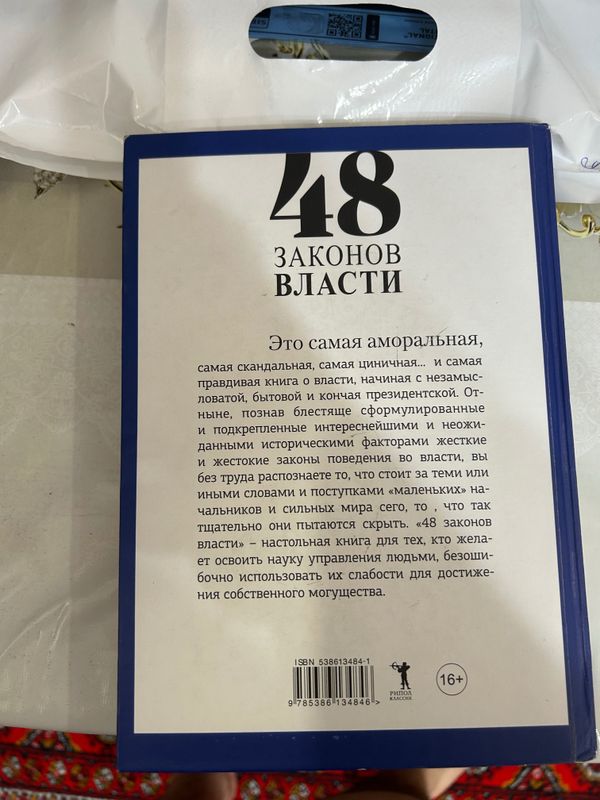 48
ЗАКОНОВ
ВЛАСТИ
Это самая аморальная,
самая скандальная, самая циничная... и самая
правдивая книга о власти, начиная с незамыс-
ловатой, бытовой и кончая президентской. От-
ныне, познав блестяще сформулированные
и подкрепленные интереснейшими и неожи-
данными историческими факторами жесткие
и жестокие законы поведения во власти, вы
без труда распознаете то, что стоит за теми или
иными словами и поступками «маленьких» на-
чальников и сильных мира сего, то , что так
тщательно они пытаются скрыть. «48 законов
власти» – настольная книга для тех, кто жела-
ет освоить науку управления людьми, безоши-
бочно использовать их слабости для достиже-
ния собственного могущества.
ISBN 538613484-1
9 785386 134846 >
РИПОЛ
КЛАССИК
16+